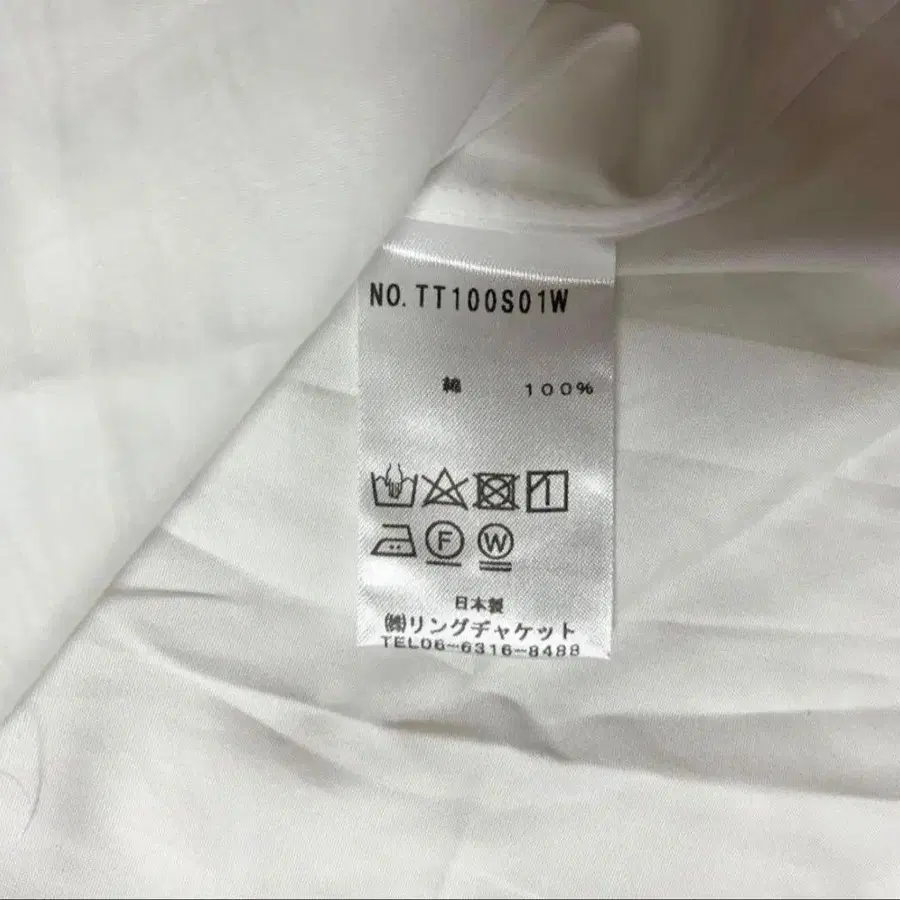 NO.TT100S01W
綿 100%
F W
日本製
㈱リングヂャケット
TEL06-6316-8488